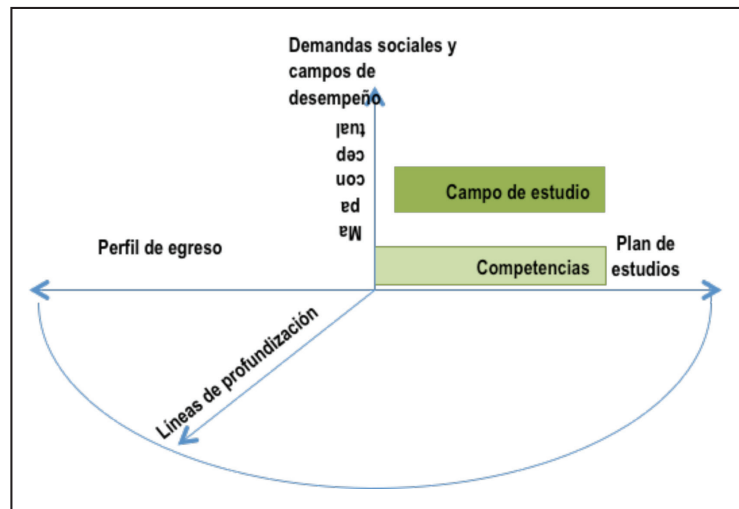 Demandas sociales y
campos de
desempeño
Ma
pa
con
cep
tual
Campo de estudio
Perfil de egreso
Plan de
estudios
Competencias
Líneas de profundización